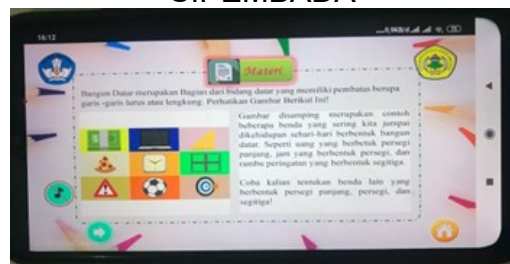 SIPEMBADA
16:12
Materi
Bangun Datar merupakan Bagian dari bidang datar yang memiliki pembatas berupa
garis -garis lurus atau lengkung. Perhatikan Gambar Berikut Ini!
Gambar disamping merupakan contoh
beberapa benda yang sering kita jumpai
dikehidupan sehari-hari berbentuk bangun
datar. Seperti uang yang berbetuk persegi
panjang, jam yang berbentuk persegi, dan
rambu peringatan yang berbentuk segitiga.
Coba kalian tentukan benda lain yang
berbentuk persegi panjang, persegi, dan
segitiga!